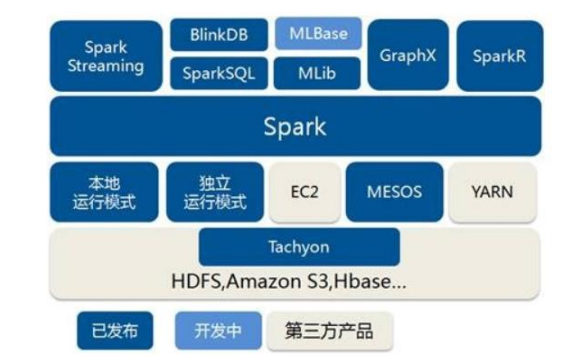 Spark
Streaming
BlinkDB
MLBase
SparkSQL
MLib
GraphX
SparkR
Spark
本地
运行模式
独立
运行模式
EC2
MESOS
YARN
Tachyon
HDFS,Amazon S3,Hbase...
已发布
开发中
第三方产品